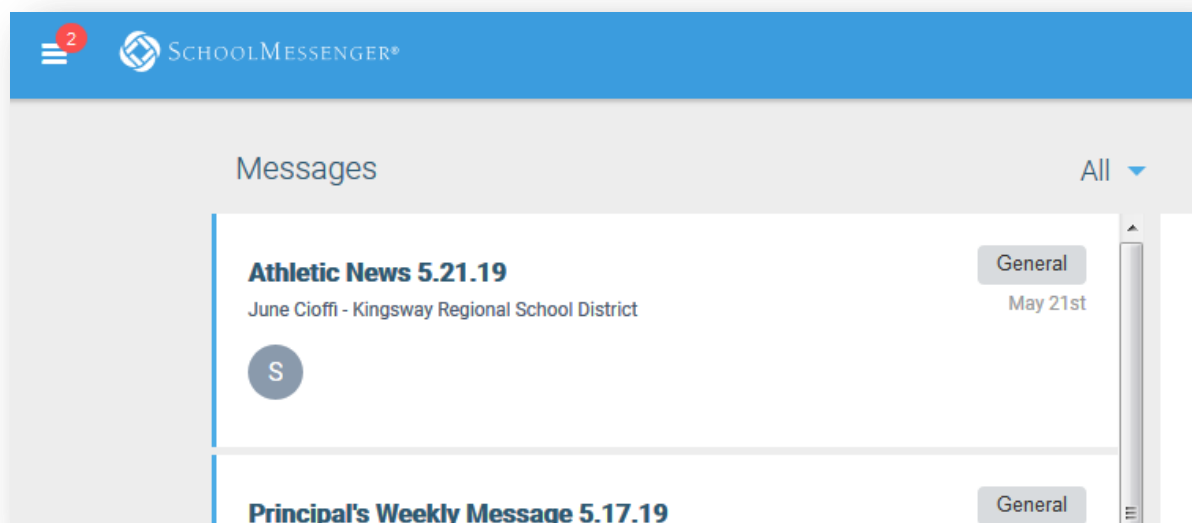 2
SCHOOLMESSENGER®
Messages
All
Athletic News 5.21.19
General
June Cioffi - Kingsway Regional School District
May 21st
S
Principal's Weekly Message 5.17.19
General